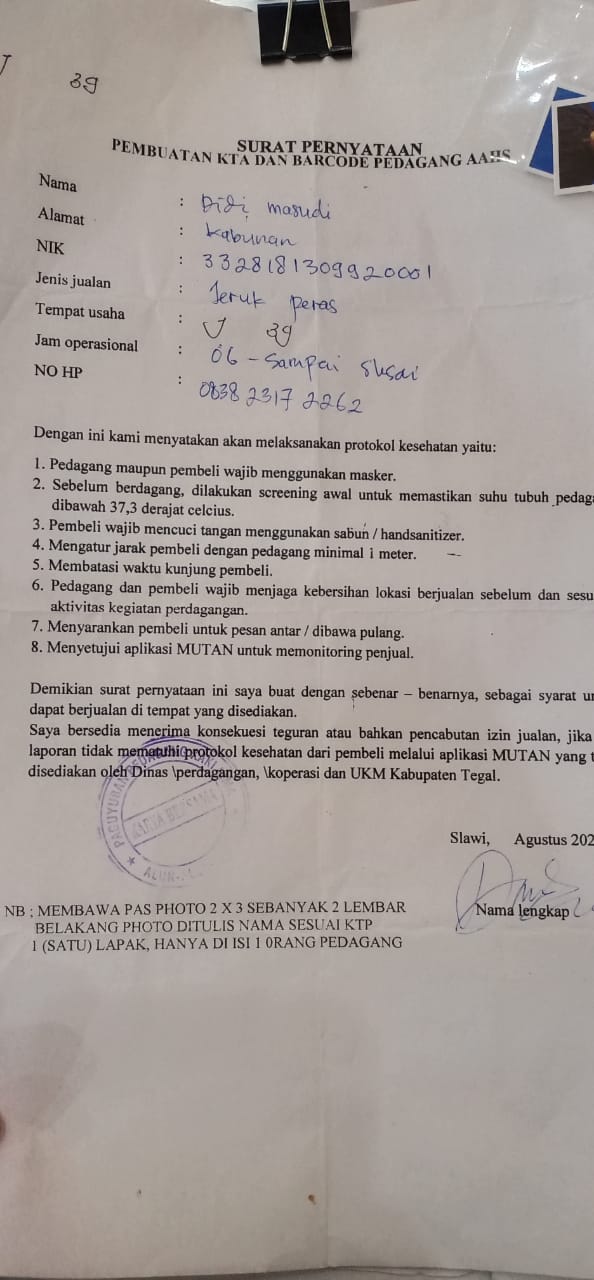 J 39
SURAT PERNYATAAN
PEMBUATAN KTA DAN BARCODE PEDAGANG AAHS
Nama : Didi masudi
Alamat : Kabunan
NIK : 3328181309920001
Jenis jualan : Jeruk peras
Tempat usaha : J 39
Jam operasional : 06 - Sampai slusai
NO HP : 0838 2317 2262
Dengan ini kami menyatakan akan melaksanakan protokol kesehatan yaitu:
1. Pedagang maupun pembeli wajib menggunakan masker.
2. Sebelum berdagang, dilakukan screening awal untuk memastikan suhu tubuh pedaga
dibawah 37,3 derajat celcius.
3. Pembeli wajib mencuci tangan menggunakan sabun / handsanitizer.
4. Mengatur jarak pembeli dengan pedagang minimal 1 meter.
5. Membatasi waktu kunjung pembeli.
6. Pedagang dan pembeli wajib menjaga kebersihan lokasi berjualan sebelum dan sesu
aktivitas kegiatan perdagangan.
7. Menyarankan pembeli untuk pesan antar / dibawa pulang.
8. Menyetujui aplikasi MUTAN untuk memonitoring penjual.
Demikian surat pernyataan ini saya buat dengan sebenar – benarnya, sebagai syarat un
dapat berjualan di tempat yang disediakan.
Saya bersedia menerima konsekuesi teguran atau bahkan pencabutan izin jualan, jika
laporan tidak mematuhi protokol kesehatan dari pembeli melalui aplikasi MUTAN yang t
disediakan oleh Dinas \perdagangan, \koperasi dan UKM Kabupaten Tegal.
PAGUYUBAN
KARYA BERSAMA
ALUN-
Slawi, Agustus 202
Nama lengkap
NB ; MEMBAWA PAS PHOTO 2 X 3 SEBANYAK 2 LEMBAR
BELAKANG PHOTO DITULIS NAMA SESUAI KTP
1 (SATU) LAPAK, HANYA DI ISI 1 0RANG PEDAGANG